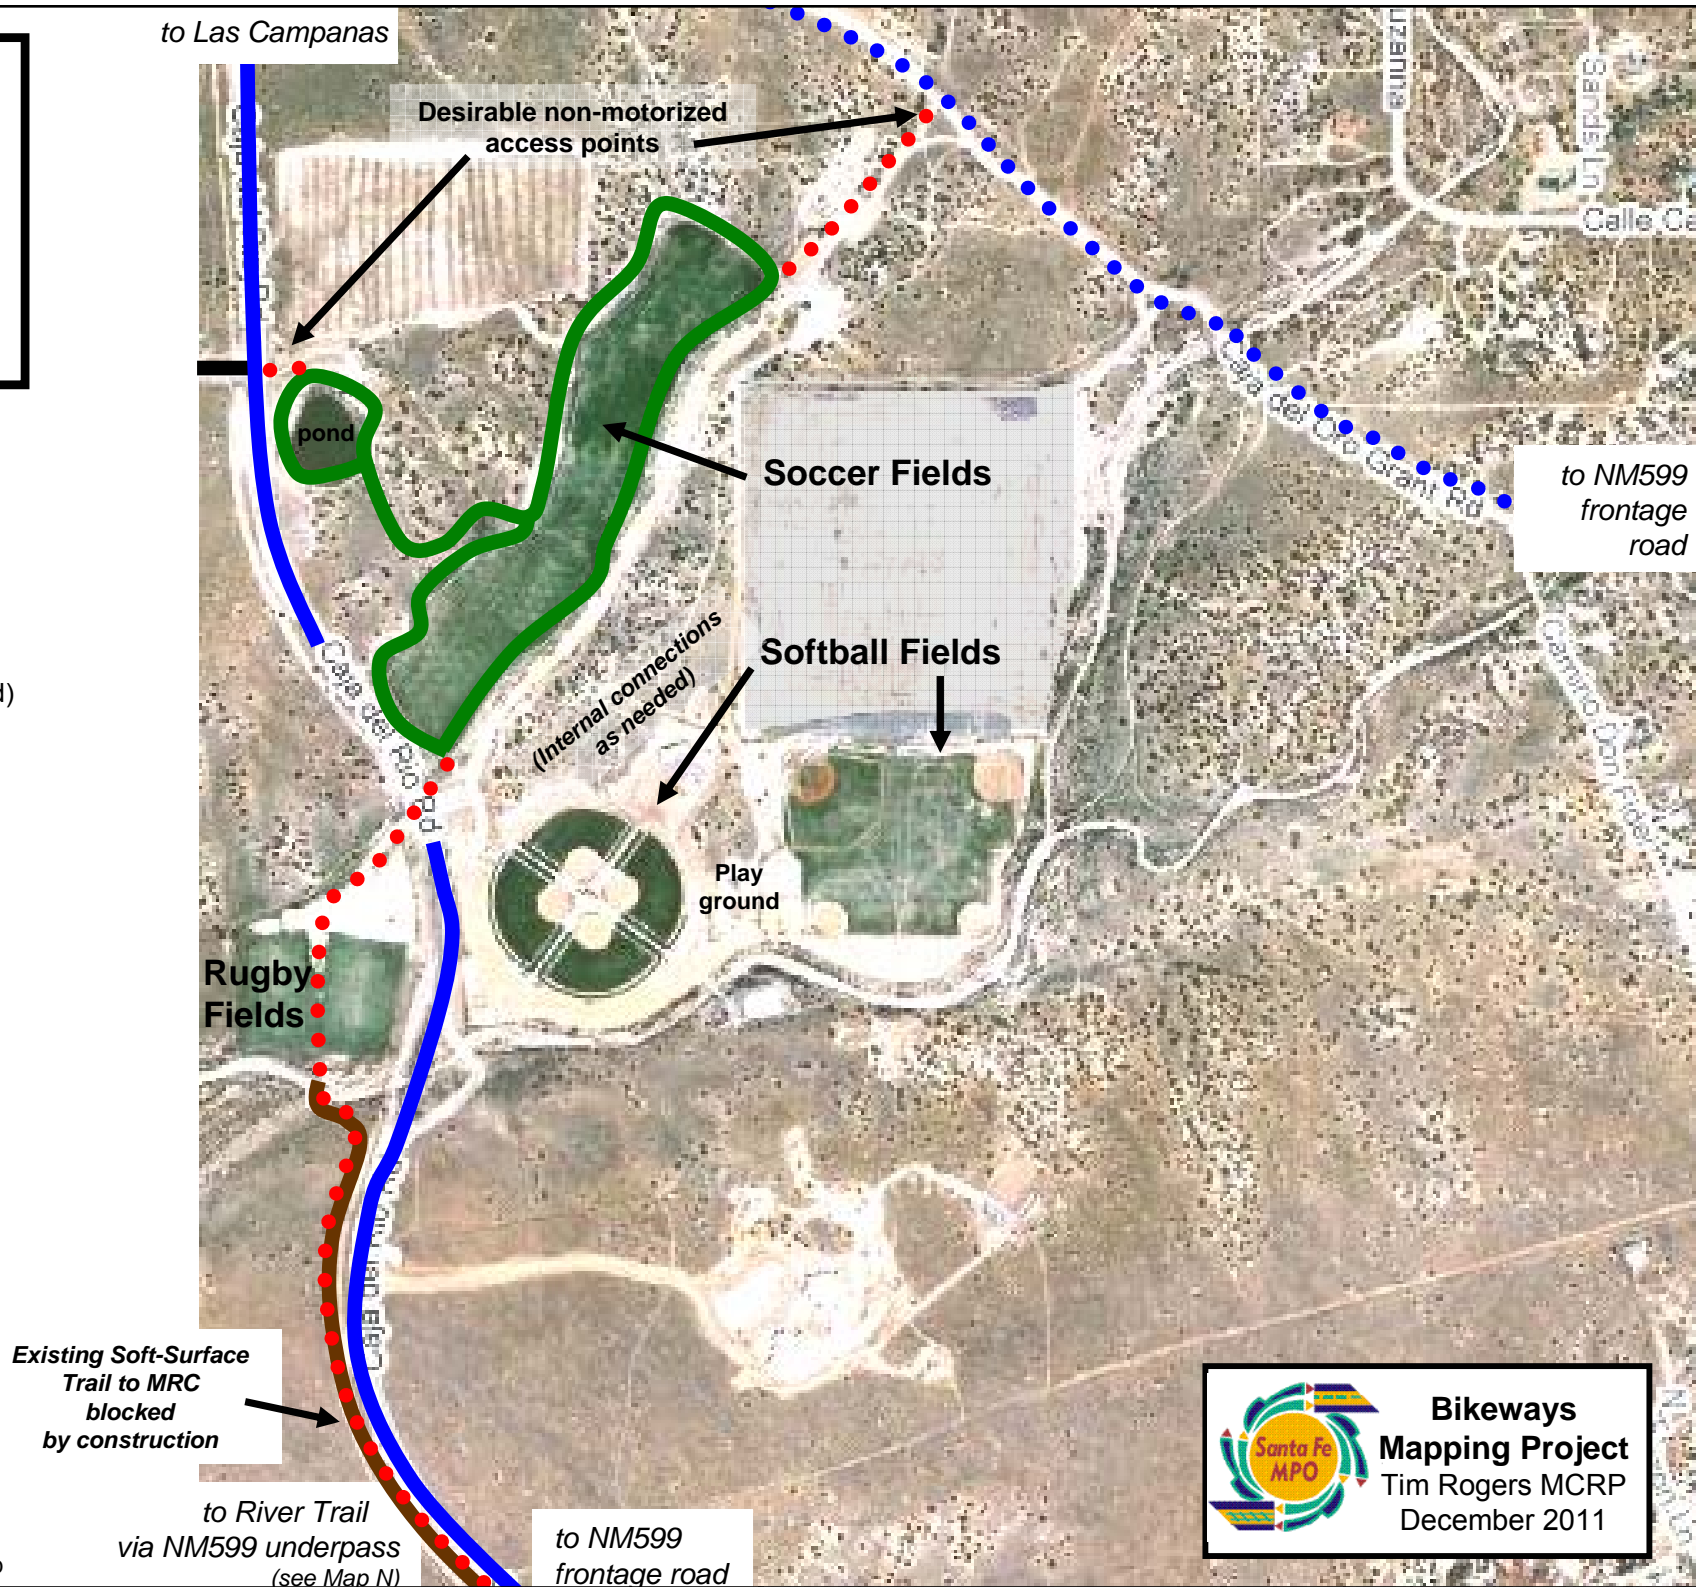 to Las Campanas
Desirable non-motorized
access points
Calle Ca
pond
Soccer Fields
to NM599
frontage
road
Caja del Oro Grant Rd
(Internal connections
as needed)
Softball Fields
Caja del Rio Rd
d)
Play
ground
Rugby
Fields
Existing Soft-Surface
Trail to MRC
blocked
by construction
to River Trail
via NM599 underpass
(see Map N)
to NM599
frontage road
Santa Fe
MPO
Bikeways
Mapping Project
Tim Rogers MCRP
December 2011